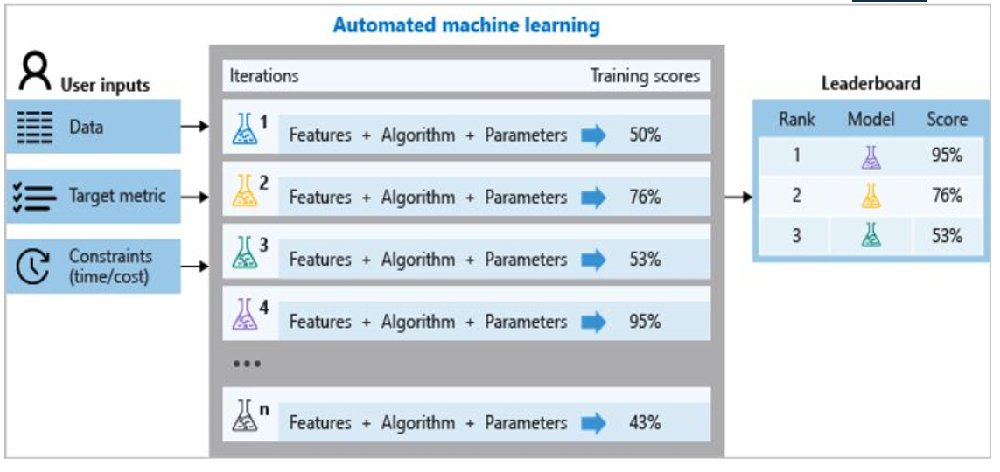 Automated machine learning
User inputs
Data
Target metric
Constraints
(time/cost)
Iterations Training scores
1 Features + Algorithm + Parameters 50%
2 Features + Algorithm + Parameters 76%
3 Features + Algorithm + Parameters 53%
4 Features + Algorithm + Parameters 95%
•••
n Features + Algorithm + Parameters 43%
Leaderboard
Rank Model Score
1 95%
2 76%
3 53%